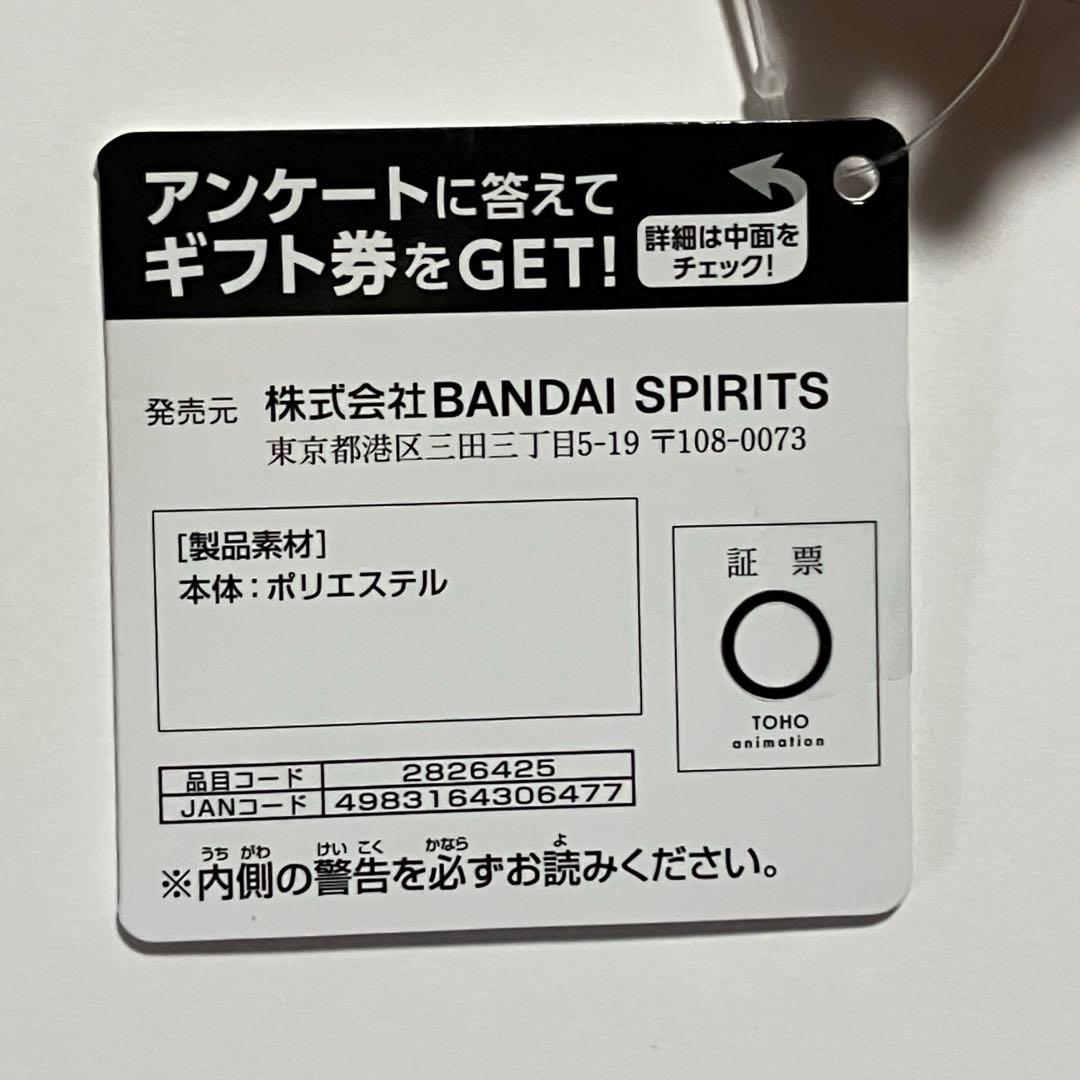 アンケートに答えて
ギフト券をGET!
詳細は中面を
チェック!
発売元 株式会社BANDAI SPIRITS
東京都港区三田三丁目5-19 〒108-0073
[製品素材]
本体:ポリエステル
証 票
TOHO
animation
品目コード 2826425
JANコード 4983164306477
うち がわ けい こく かなら よ
※内側の警告を必ずお読みください。